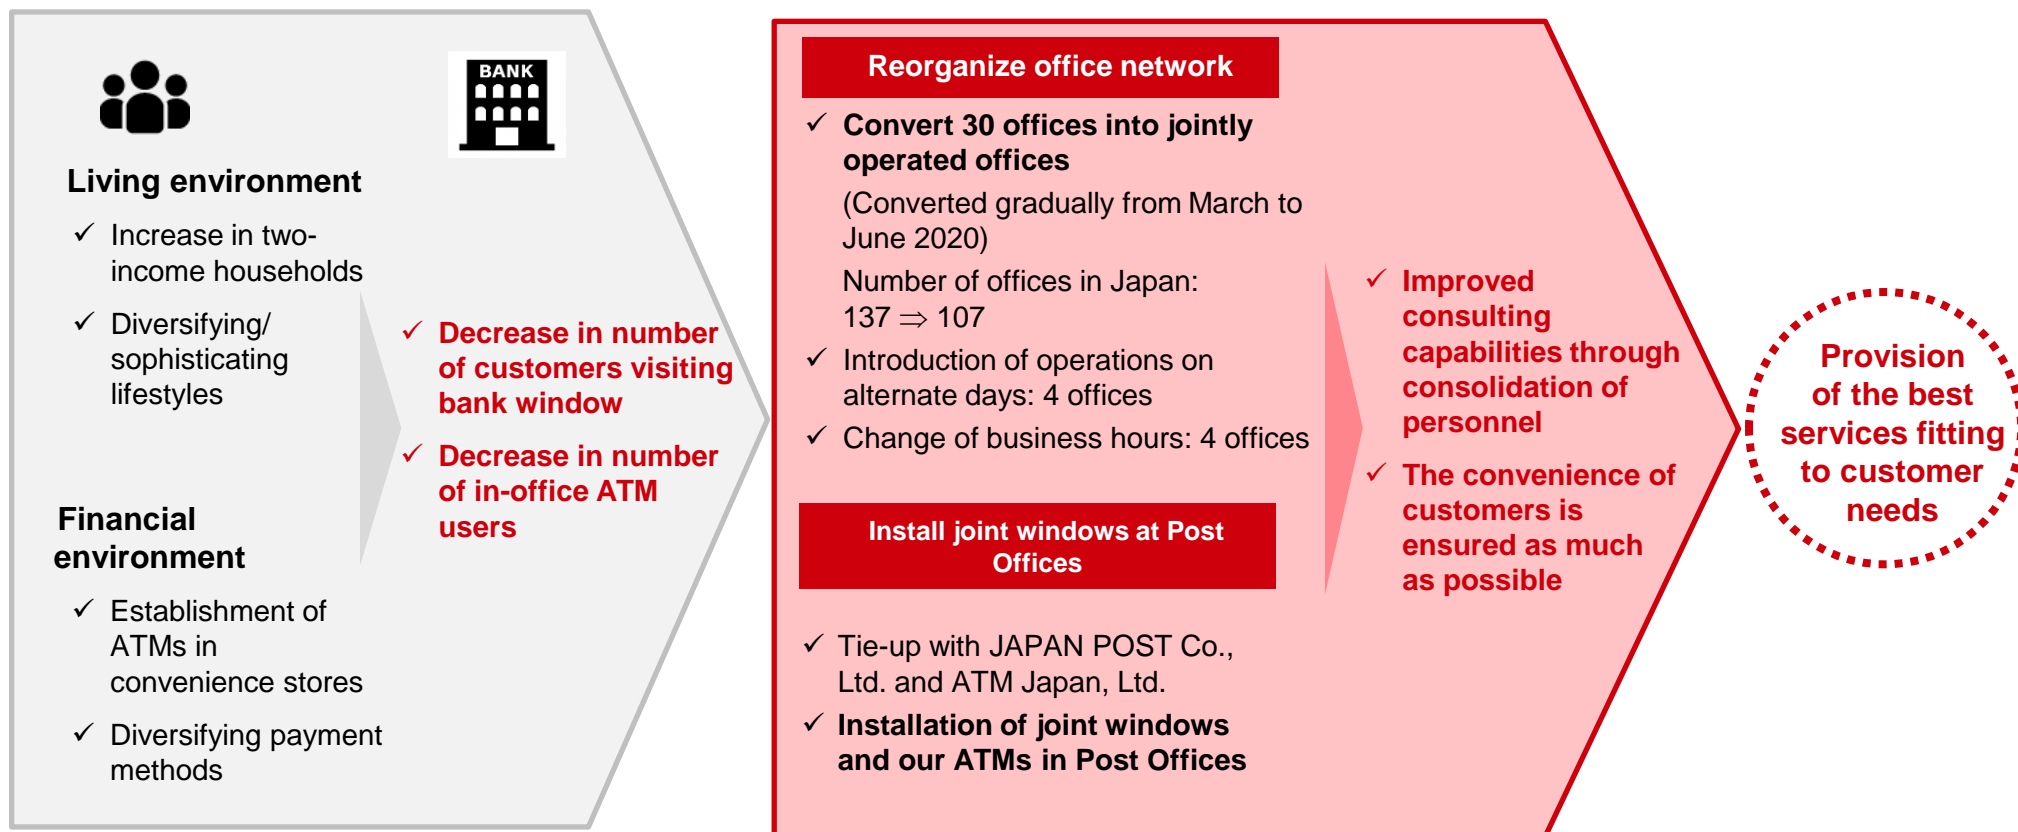 BANK
Living environment
✓ Increase in two-
income households
✓ Diversifying/
sophisticating
lifestyles
Financial
environment
✓ Establishment of
ATMs in
convenience stores
✓ Diversifying payment
methods
✓ Decrease in number
of customers visiting
bank window
✓ Decrease in number
of in-office ATM
users
Reorganize office network
✓ Convert 30 offices into jointly
operated offices
(Converted gradually from March to
June 2020)
Number of offices in Japan:
137 ⇒ 107
✓ Introduction of operations on
alternate days: 4 offices
✓ Change of business hours: 4 offices
Install joint windows at Post
Offices
✓ Tie-up with JAPAN POST Co.,
Ltd. and ATM Japan, Ltd.
✓ Installation of joint windows
and our ATMs in Post Offices
✓ Improved
consulting
capabilities through
consolidation of
personnel
✓ The convenience of
customers is
ensured as much
as possible
Provision
of the best
services fitting
to customer
needs